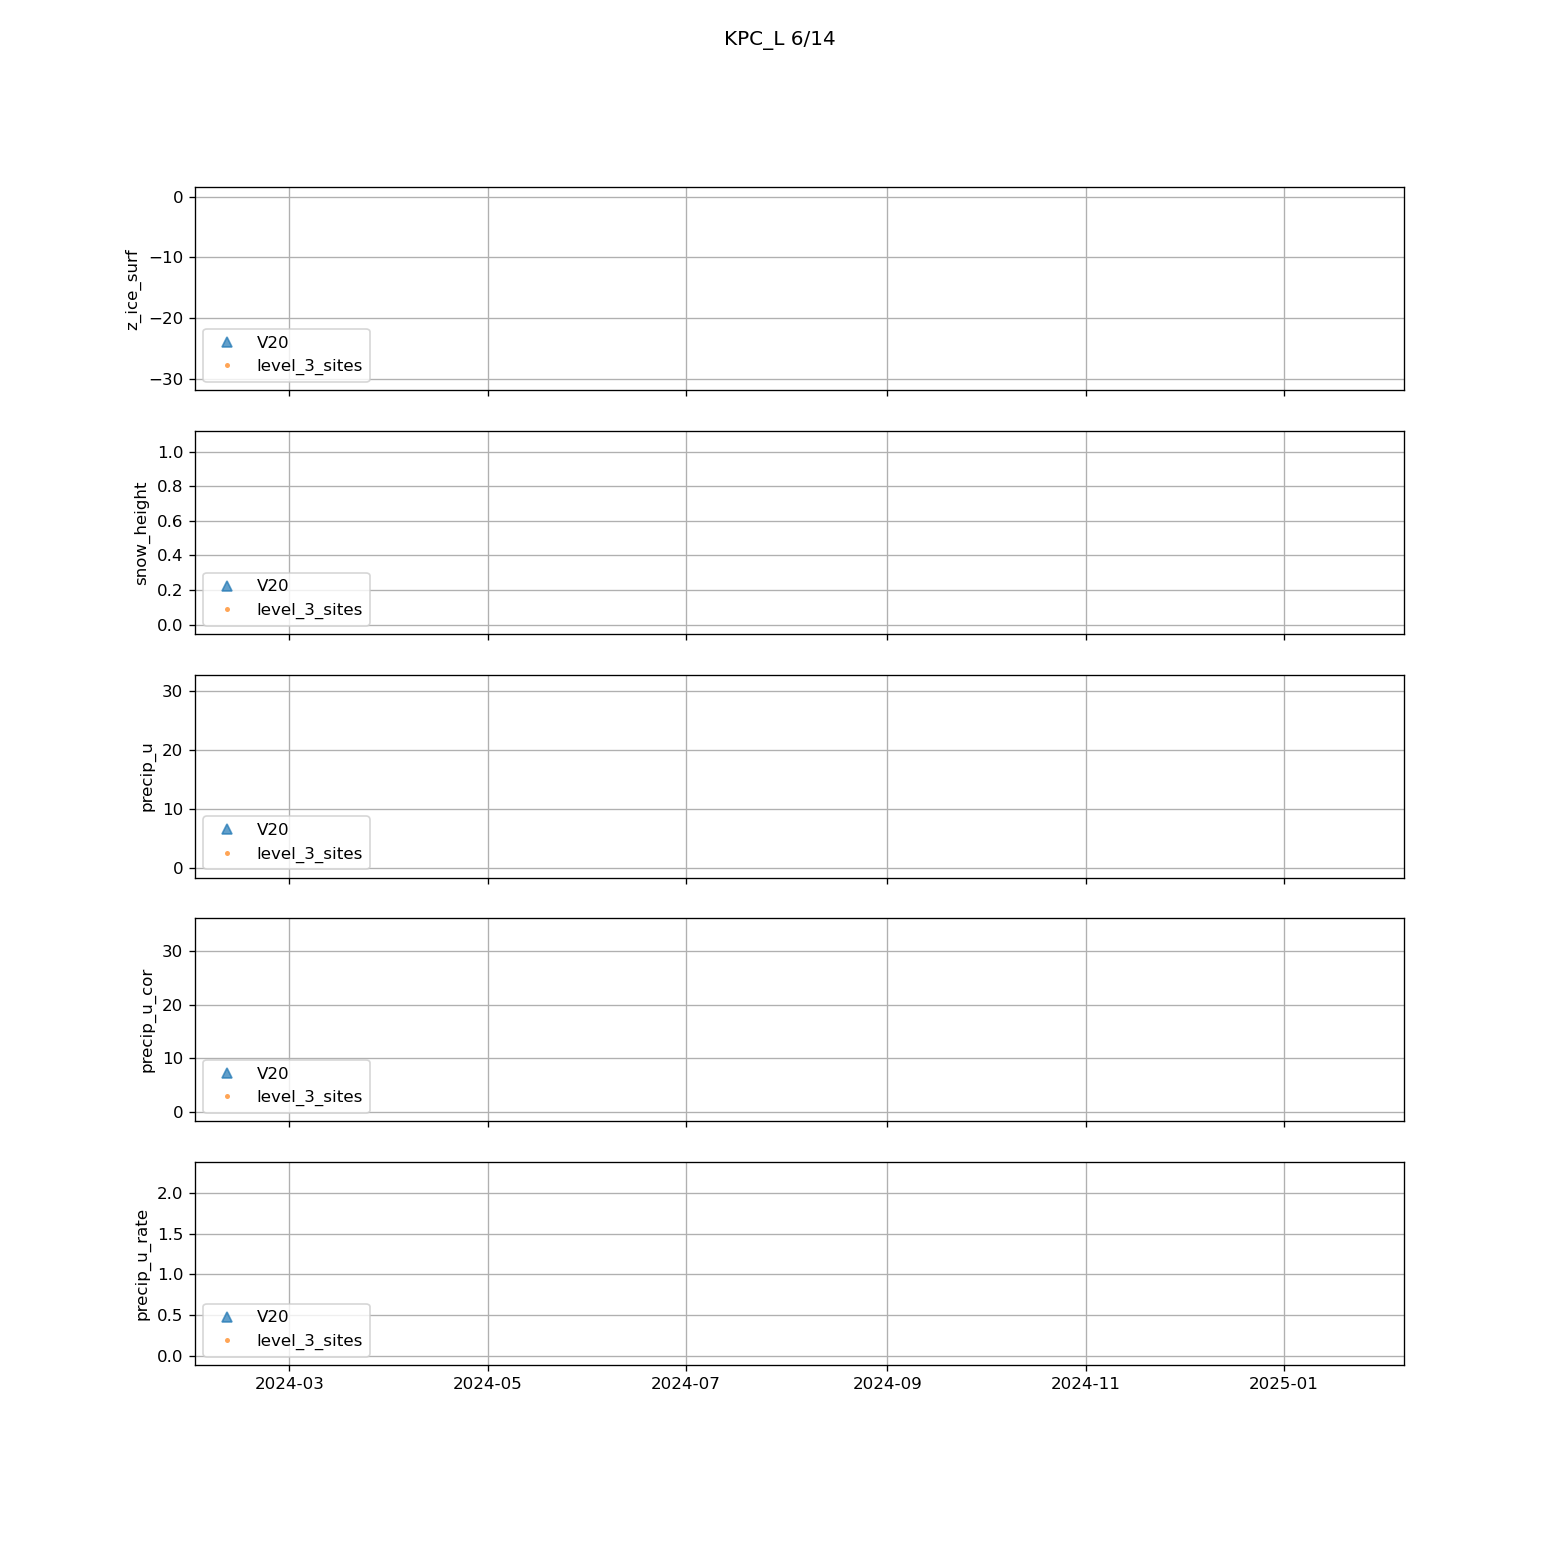 KPC_L 6/14
z_ice_surf
0
−10
−20
−30
V20
level_3_sites
snow_height
1.0
0.8
0.6
0.4
0.2
0.0
V20
level_3_sites
precip_u
30
20
10
0
V20
level_3_sites
precip_u_cor
30
20
10
0
V20
level_3_sites
precip_u_rate
2.0
1.5
1.0
0.5
0.0
V20
level_3_sites
2024-03 2024-05 2024-07 2024-09 2024-11 2025-01